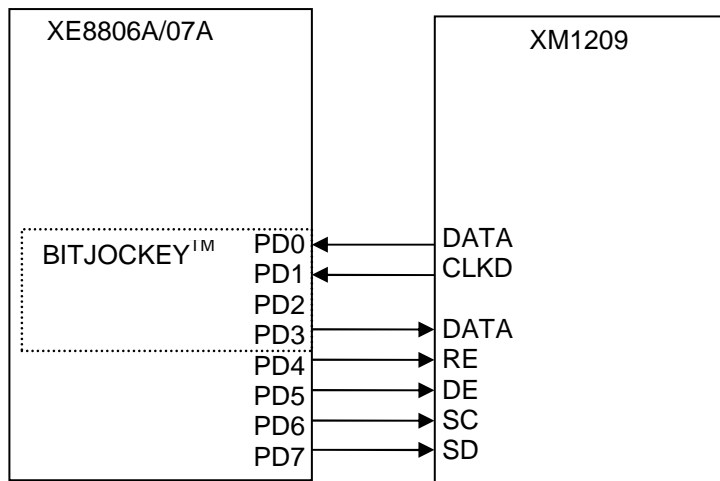 XE8806A/07A
XM1209
BITJOCKEY™
PD0
PD1
PD2
PD3
PD4
PD5
PD6
PD7
DATA
CLKD
DATA
RE
DE
SC
SD